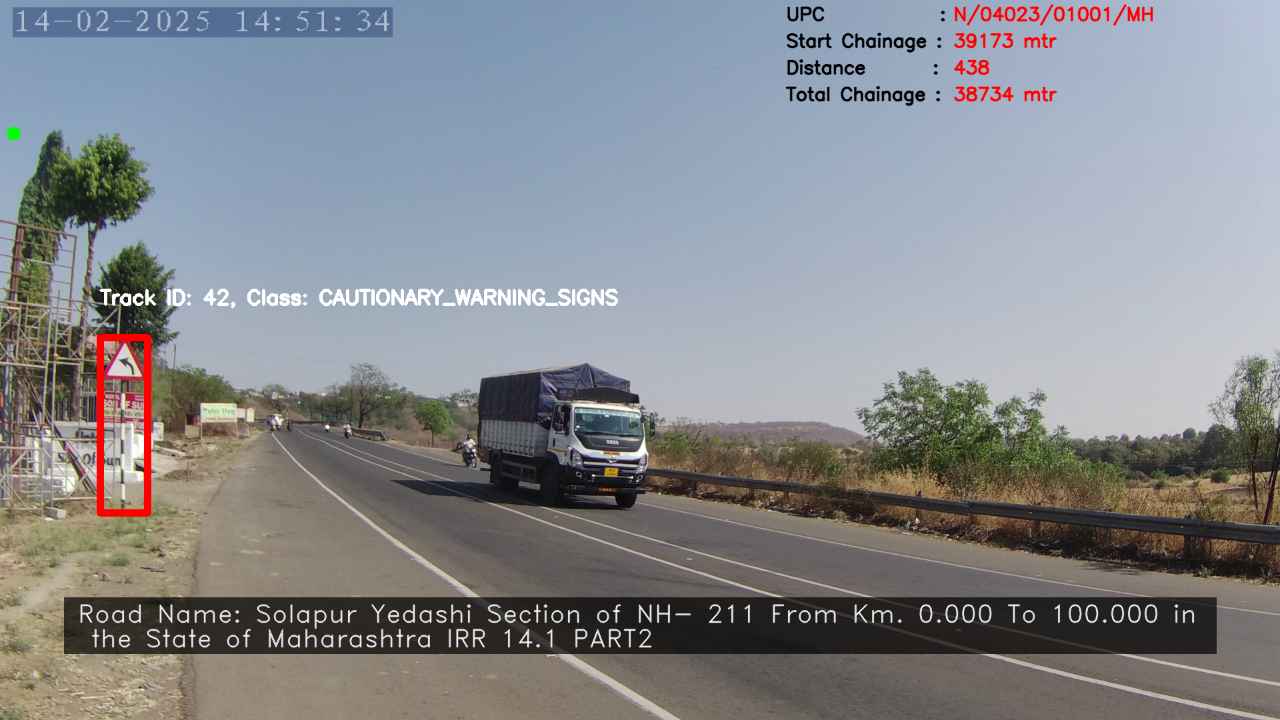 14-02-2025 14:51:34
UPC : N/04023/01001/MH
Start Chainage : 39173 mtr
Distance : 438
Total Chainage : 38734 mtr
Track ID: 42, Class: CAUTIONARY_WARNING_SIGNS
TATA
Road Name: Solapur Yedashi Section of NH- 211 From Km. 0.000 To 100.000 in
the State of Maharashtra IRR 14.1 PART2